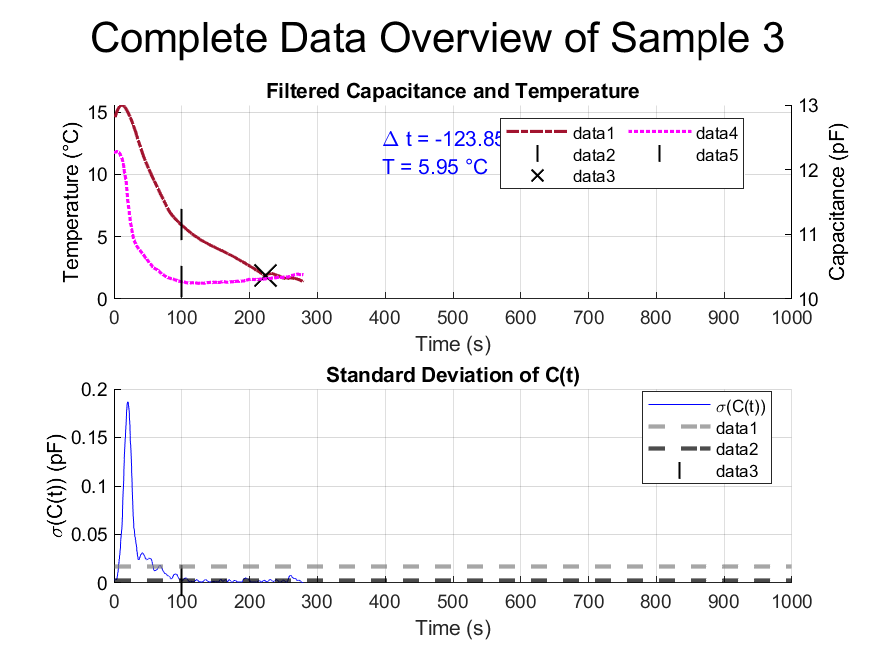 Complete Data Overview of Sample 3
Filtered Capacitance and Temperature
Temperature (°C)
15
10
5
0
Δ t = -123.85
T = 5.95 °C
data1
data2
data3
data4
data5
13
12
11
10
Capacitance (pF)
0 100 200 300 400 500 600 700 800 900 1000
Time (s)
Standard Deviation of C(t)
σ(C(t)) (pF)
0.2
0.15
0.1
0.05
0
σ(C(t))
data1
data2
data3
0 100 200 300 400 500 600 700 800 900 1000
Time (s)